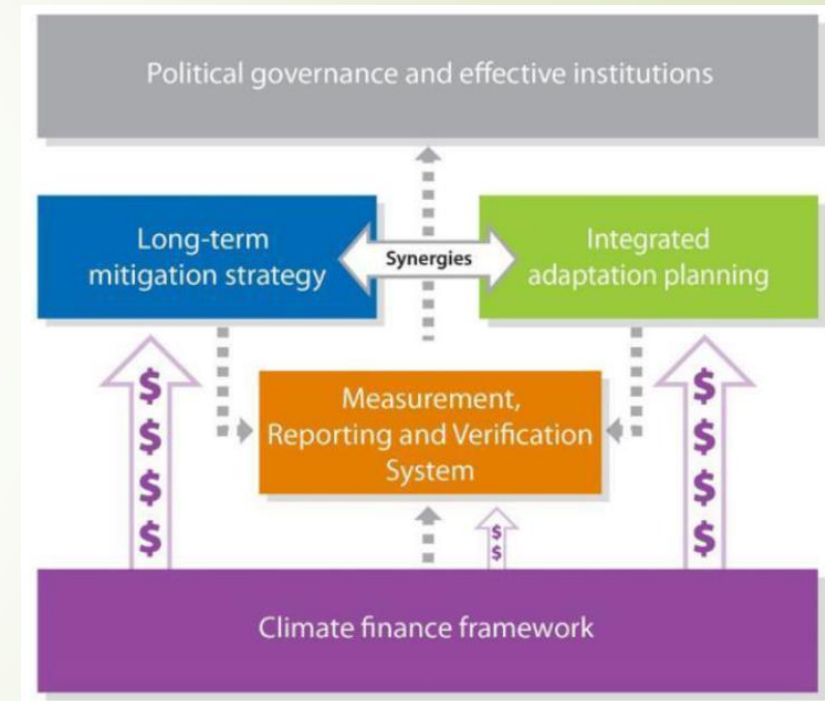 Political governance and effective institutions
Long-term
mitigation strategy
Synergies
Integrated
adaptation planning
$
$
$
$
Measurement,
Reporting and Verification
System
$
$
$
$
$
$
Climate finance framework